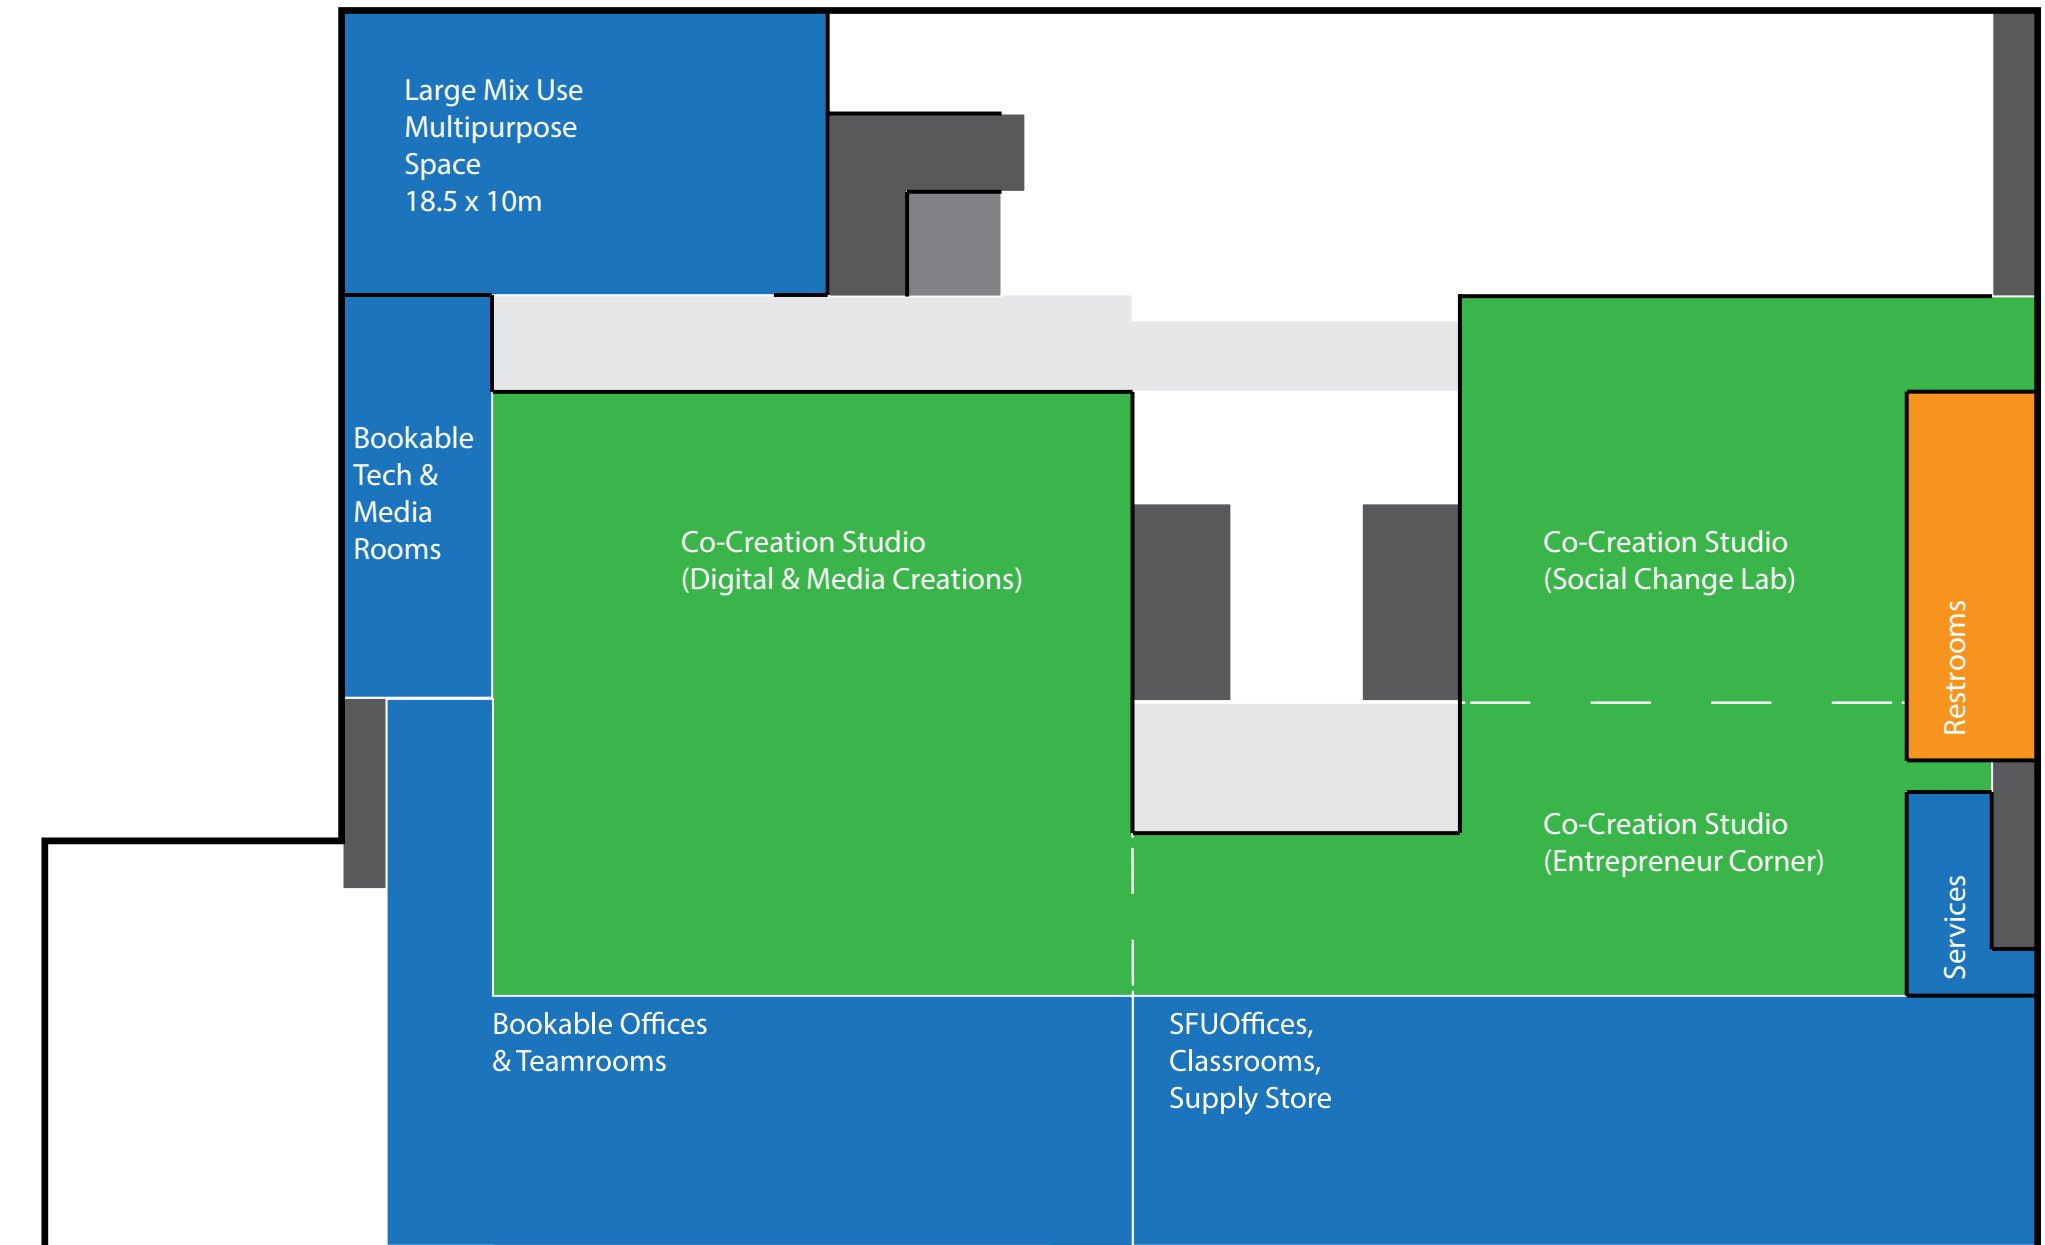 Large Mix Use
Multipurpose
Space
18.5 x 10m
Bookable
Tech &
Media
Rooms
Co-Creation Studio
(Digital & Media Creations)
Co-Creation Studio
(Social Change Lab)
Restrooms
Co-Creation Studio
(Entrepreneur Corner)
Services
Bookable Offices
& Teamrooms
SFUOffices,
Classrooms,
Supply Store